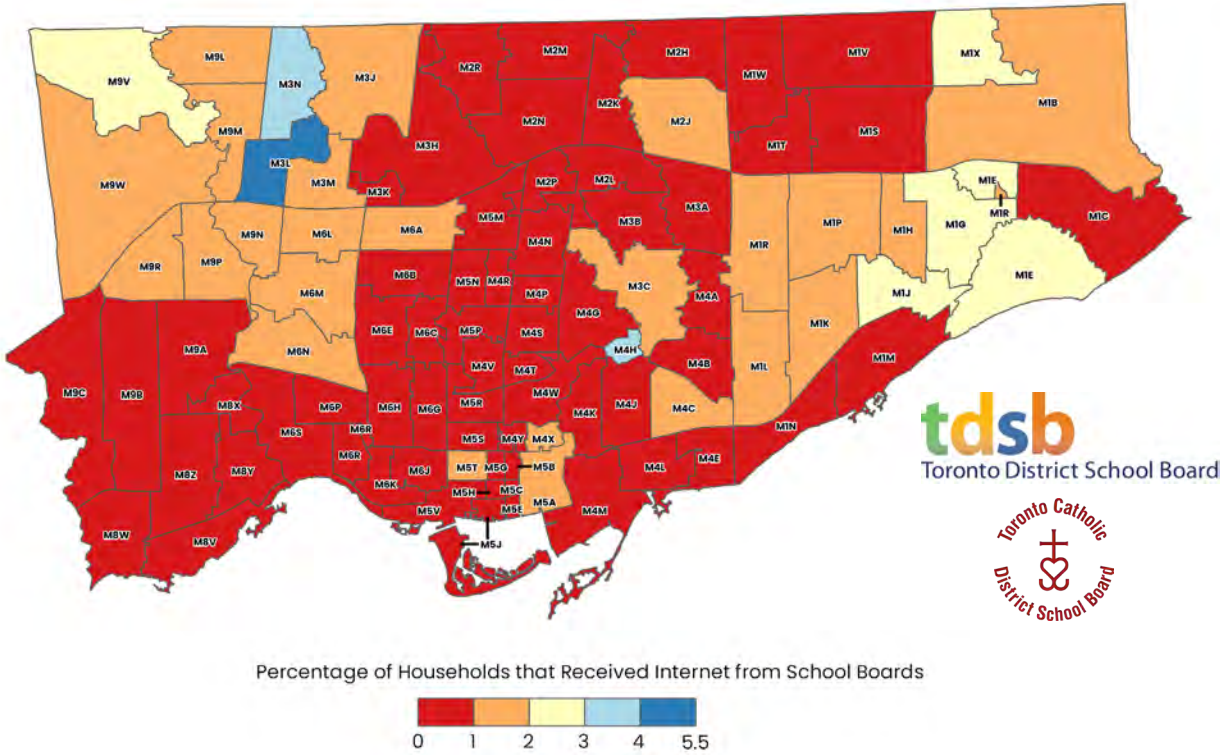 M9V
M9L
M3N
M3J
M2R
M2M
M2H
M1W
M1V
M1X
M1B
M9M
M2K
M2J
M2N
M1S
M3H
M1T
M3L
M9W
M3M
M3K
M2P
M2L
M3A
M1E
M1R
M1C
M5M
M3B
M1P
M1H
M1G
M9N
M6L
M6A
M4N
M1R
M9R
M9P
M6B
M5N
M4R
M3C
M1E
M6M
M4P
M4A
M1J
M4G
M6E
M6C
M5P
M4S
M1K
M9A
M6N
M4H
M4V
M4T
M4B
M1L
M1M
M9C
M9B
M4W
M8X
M6P
M6H
M6G
M5R
M4K
M4J
M4C
M6S
M6R
M1N
M5S
M4Y
M4X
M6R
M8Z
M8Y
M6J
M5T
M5G
M5B
M4L
M4E
M6K
M5H
M5C
M5A
M5V
M5E
M4M
M8W
M8V
M5J
tdsb
Toronto District School Board
Toronto Catholic
District School Board
Percentage of Households that Received Internet from School Boards
0 1 2 3 4 5.5